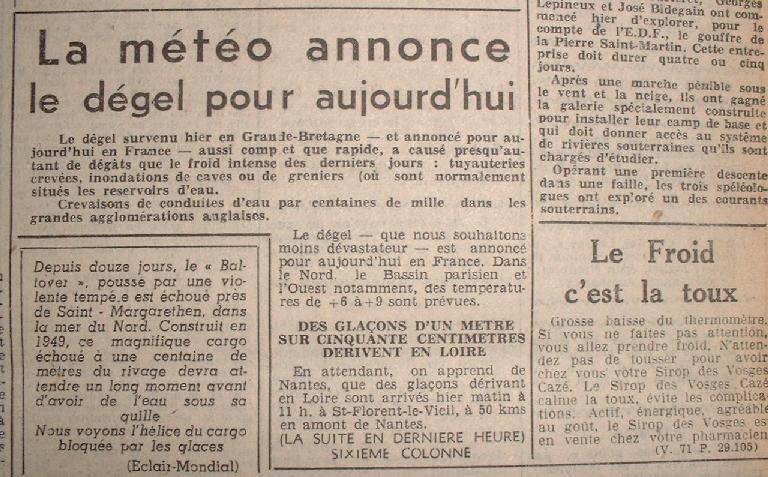 La météo annonce
le dégel pour aujourd'hui
Le dégel survenu hier en Grande-Bretagne — et annoncé pour au-
jourd'hui en France — aussi comp et que rapide, a causé presqu'au-
tant de dégâts que le froid intense des derniers jours : tuyauteries
crevées, inondations de caves ou de greniers (où sont normalement
situés les reservoirs d'eau.
Crevaisons de conduites d'eau par centaines de mille dans les
grandes agglomérations anglaises.
Depuis douze jours, le « Bal-
tover », poussé par une vio-
lente tempê.e est échoué près
de Saint - Margarethen, dans
la mer du Nord. Construit en
1949, ce magnifique cargo
échoué à une centaine de
mètres du rivage devra at-
tendre un long moment avant
d'avoir de l'eau sous sa
quille
Nous voyons l'hélice du cargo
bloquée par les glaces
(Eclair-Mondial)
Le dégel — que nous souhaitons
moins dévastateur — est annoncé
pour aujourd'hui en France. Dans
le Nord, le Bassin parisien et
l'Ouest notamment, des températu-
res de +6 à +9 sont prévues.
DES GLAÇONS D'UN METRE
SUR CINQUANTE CENTIMETRES
DERIVENT EN LOIRE
En attendant, on apprend de
Nantes, que des glaçons dérivant
en Loire sont arrivés hier matin à
11 h. à St-Florent-le-Vieil, à 50 kms
en amont de Nantes.
(LA SUITE EN DERNIERE HEURE)
SIXIEME COLONNE
Georges
Lépineux et José Bidegain ont com-
mencé hier d'explorer, pour le
compte de l'E.D.F., le gouffre de
la Pierre Saint-Martin. Cette entre-
prise doit durer quatre ou cinq
jours.
Après une marche pénible sous
le vent et la neige, ils ont gagné
la galerie spécialement construite
pour installer leur camp de base et
qui doit donner accès au système
de rivières souterraines qu'ils sont
chargés d'étudier.
Opérant une première descente
dans une faille, les trois spéléolo-
gues ont exploré un des courants
souterrains.
Le Froid
c'est la toux
Grosse baisse du thermomètre.
Si vous ne faites pas attention,
vous allez prendre froid. N'atten-
dez pas de tousser pour avoir
chez vous votre Sirop des Vosges
Cazé. Le Sirop des Vosges Cazé
calme la toux, évite les complica-
tions. Actif, énergique, agréable
au goût, le Sirop des Vosges est
en vente chez votre pharmacien
(V. 71 P. 29.105)